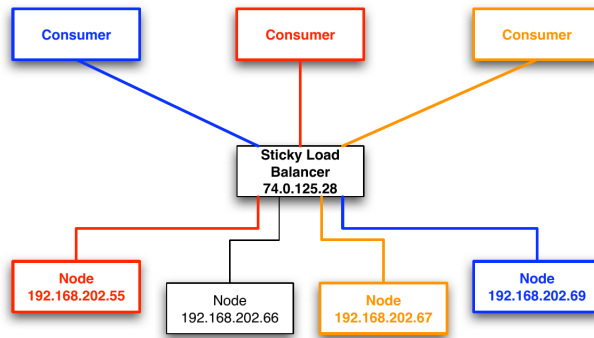 Consumer
Consumer
Consumer
Sticky Load
Balancer
74.0.125.28
Node
192.168.202.55
Node
192.168.202.66
Node
192.168.202.67
Node
192.168.202.69